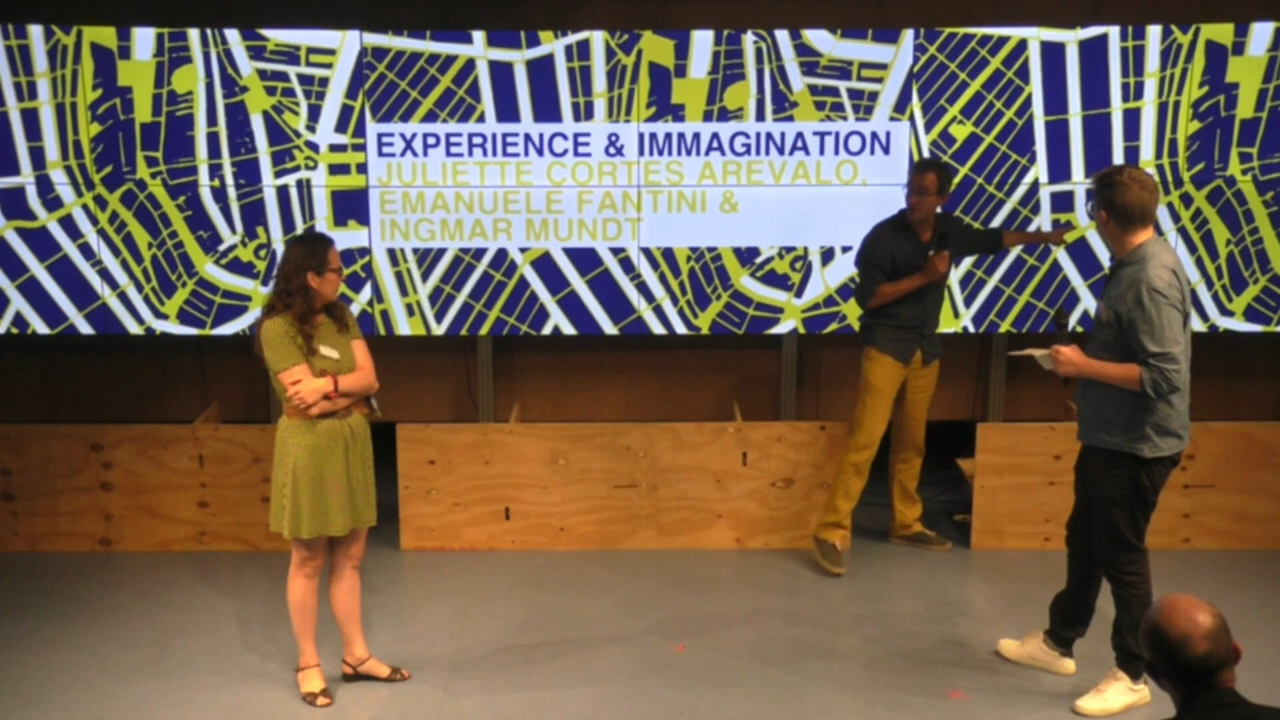 EXPERIENCE & IMMAGINATION
JULIETTE CORTES AREVALO,
EMANUELE FANTINI &
INGMAR MUNDT